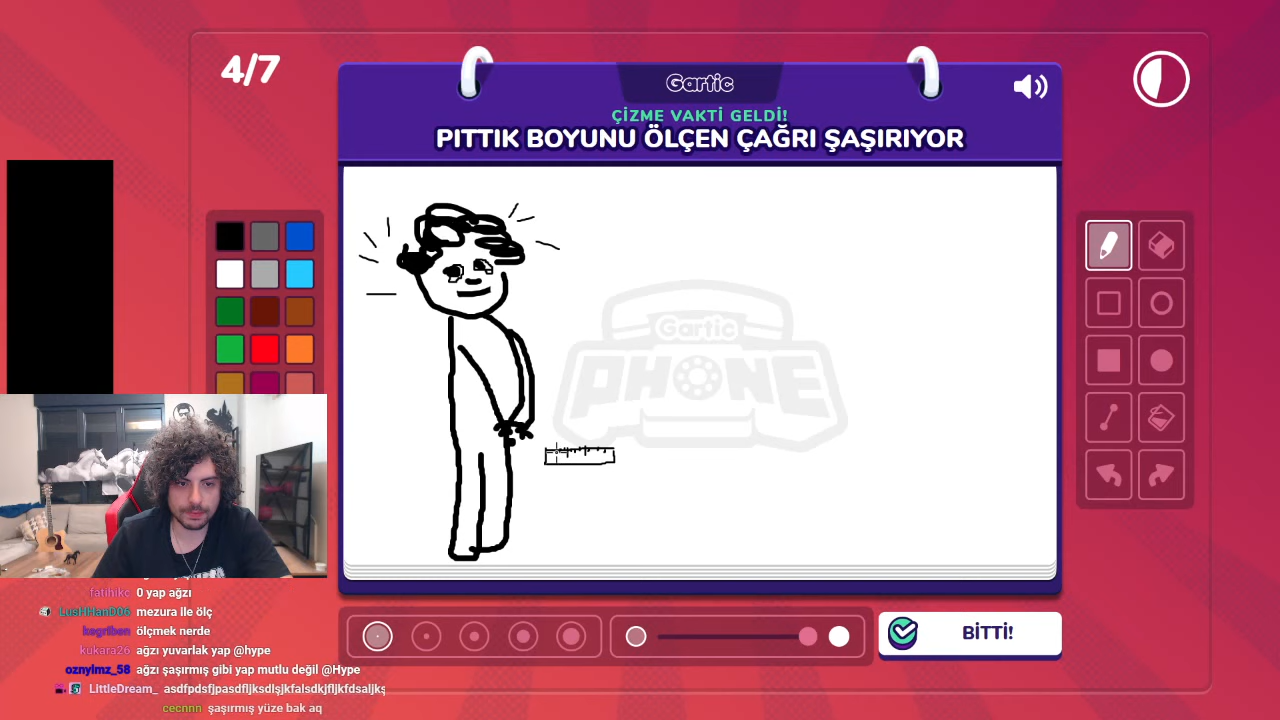 4/7
Gartic
ÇİZME VAKTİ GELDİ!
PITTIK BOYUNU ÖLÇEN ÇAĞRI ŞAŞIRIYOR
Gartic
PHONE
fatihikc 0 yap ağzı
LusHHanD06 mezura ile ölç
kegriben ölçmek nerde
kukara26 ağzı yuvarlak yap @hype
oznylmz_58 ağzı şaşırmış gibi yap mutlu değil @Hype
LittleDream_ asdfpdsfjpasdfljksdlsjkfalsdkjfljkfdsaljks
cecnnn şaşırmış yüze bak aq
BİTTİ!